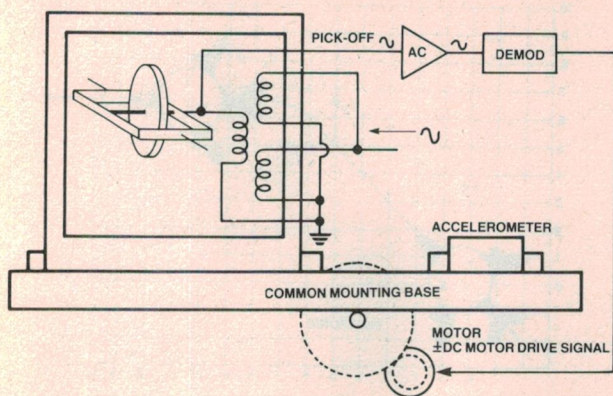 PICK-OFF
AC
DEMOD
ACCELEROMETER
COMMON MOUNTING BASE
MOTOR
±DC MOTOR DRIVE SIGNAL